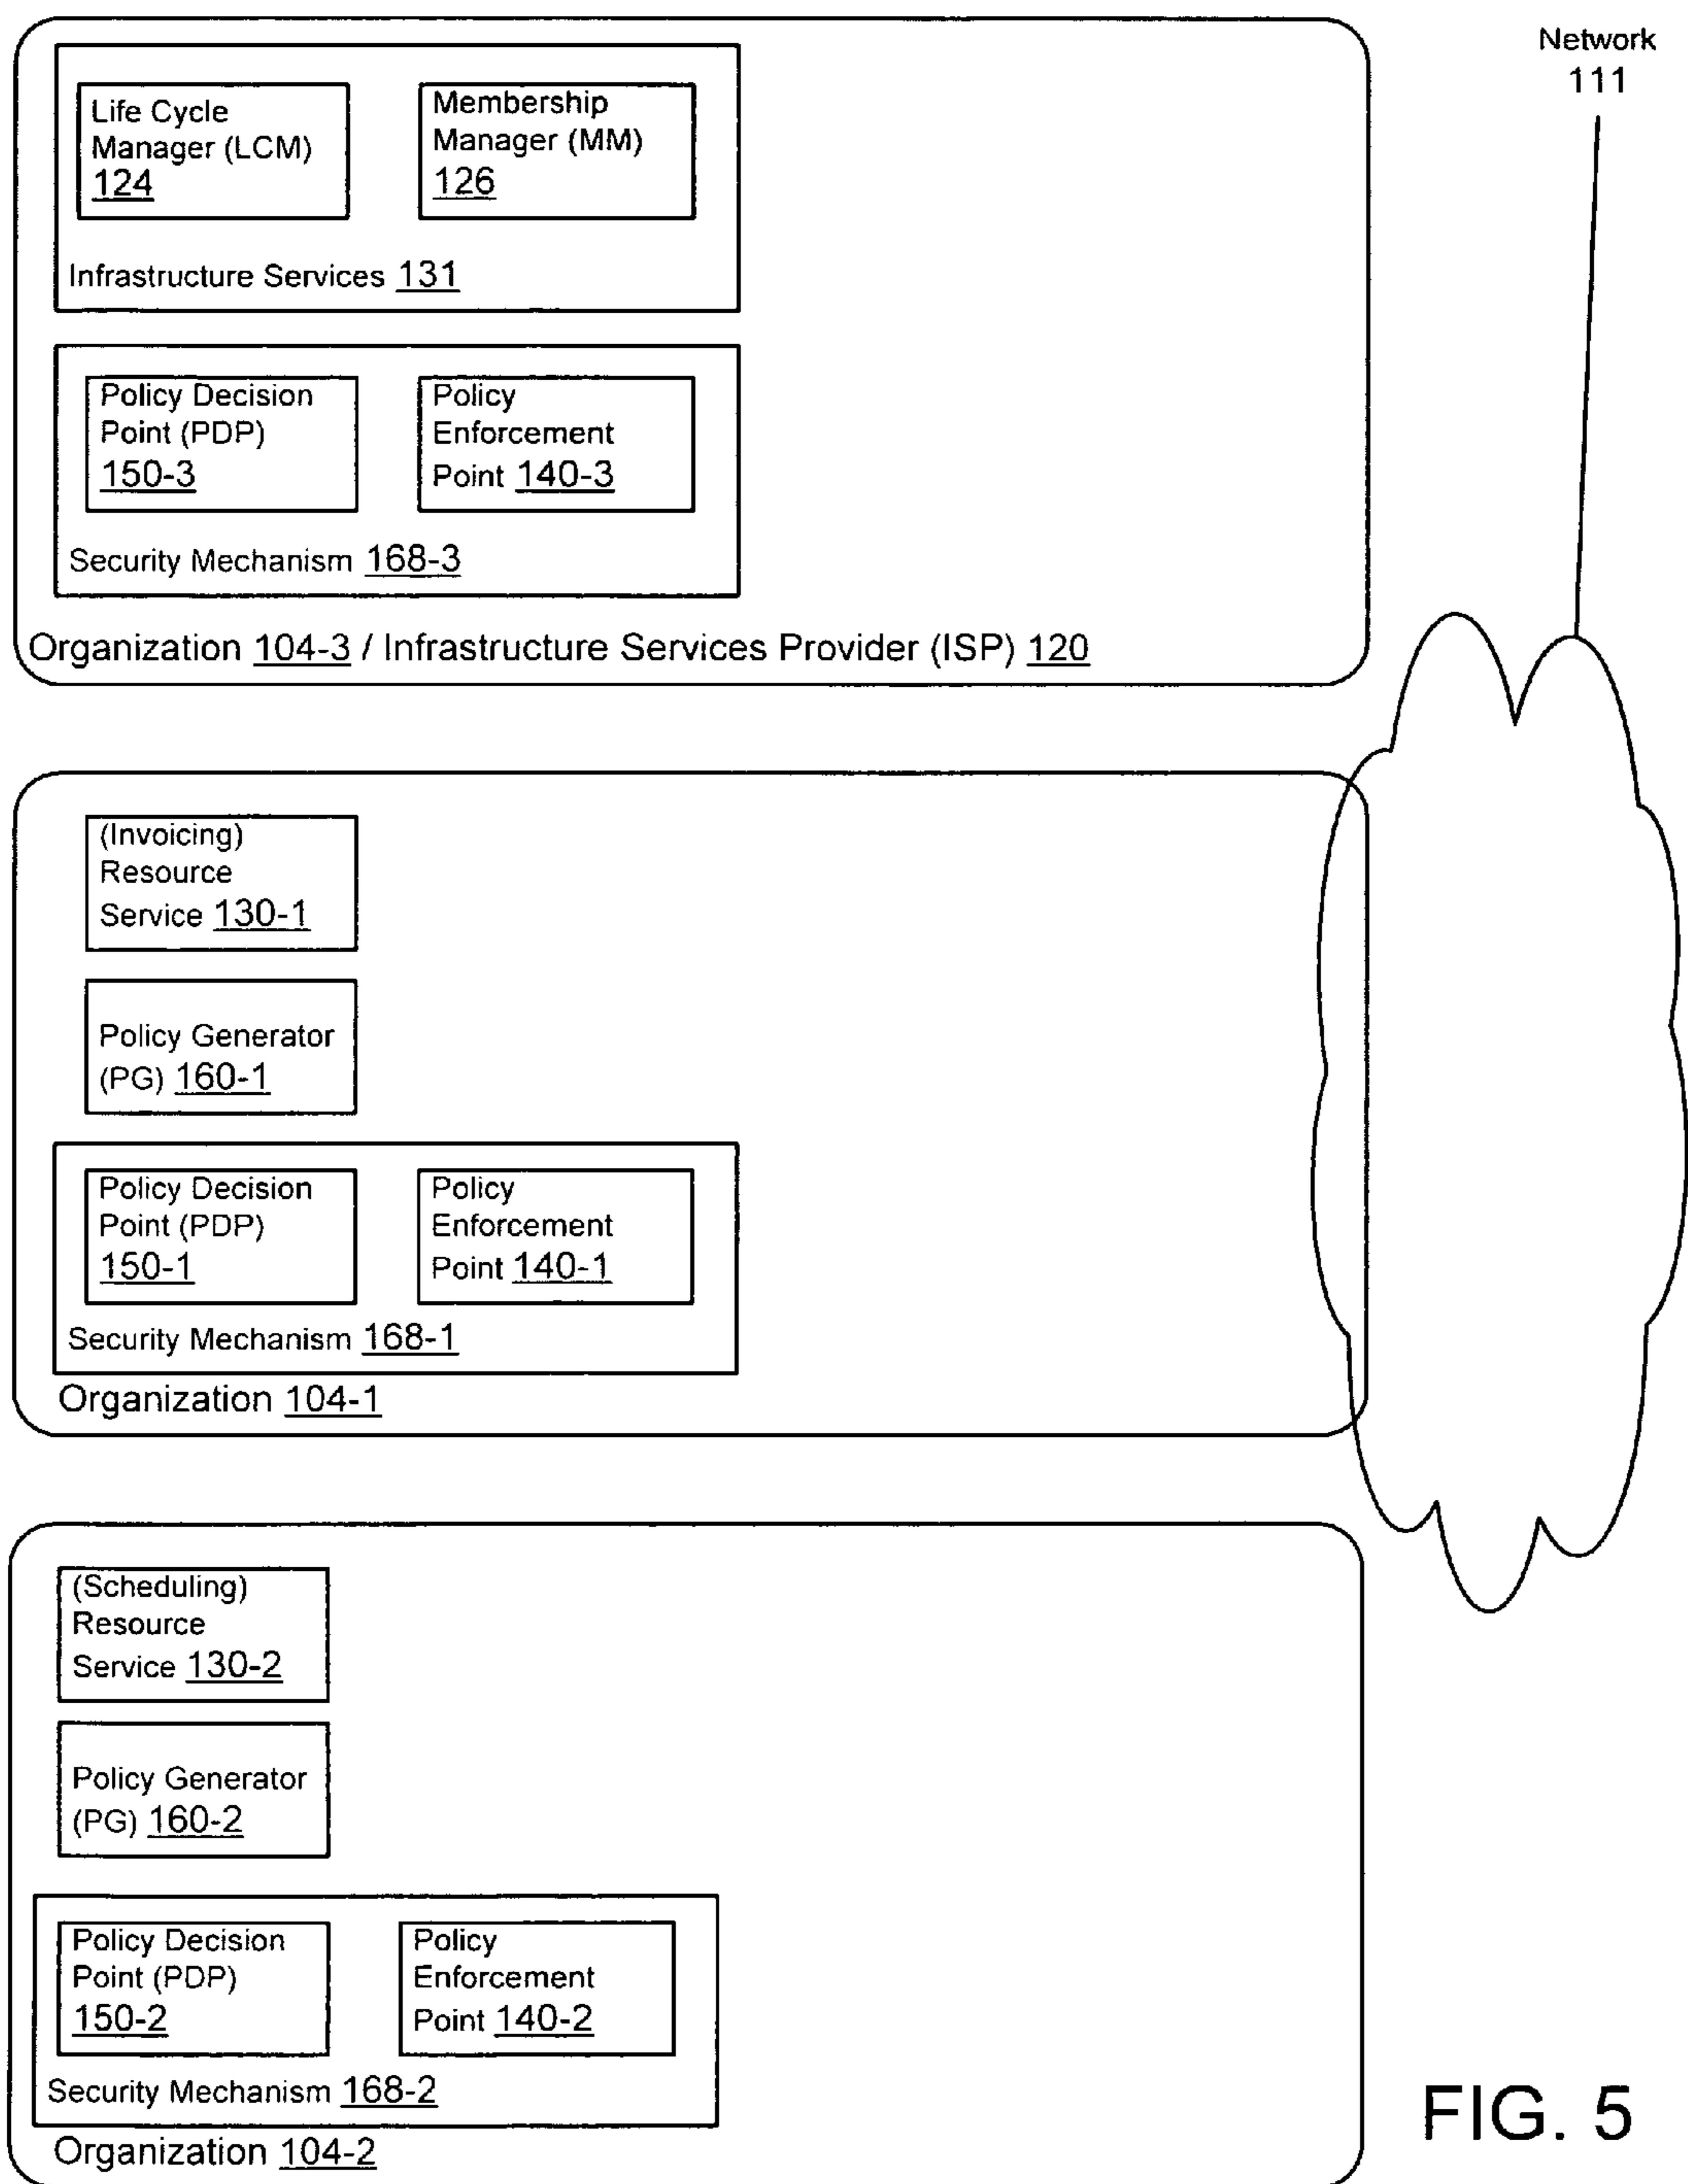 Network
111
Life Cycle
Manager (LCM)
124
Membership
Manager (MM)
126
Infrastructure Services 131
Policy Decision
Point (PDP)
150-3
Policy
Enforcement
Point 140-3
Security Mechanism 168-3
Organization 104-3 / Infrastructure Services Provider (ISP) 120
(Invoicing)
Resource
Service 130-1
Policy Generator
(PG) 160-1
Policy Decision
Point (PDP)
150-1
Policy
Enforcement
Point 140-1
Security Mechanism 168-1
Organization 104-1
(Scheduling)
Resource
Service 130-2
Policy Generator
(PG) 160-2
Policy Decision
Point (PDP)
150-2
Policy
Enforcement
Point 140-2
Security Mechanism 168-2
Organization 104-2
FIG. 5